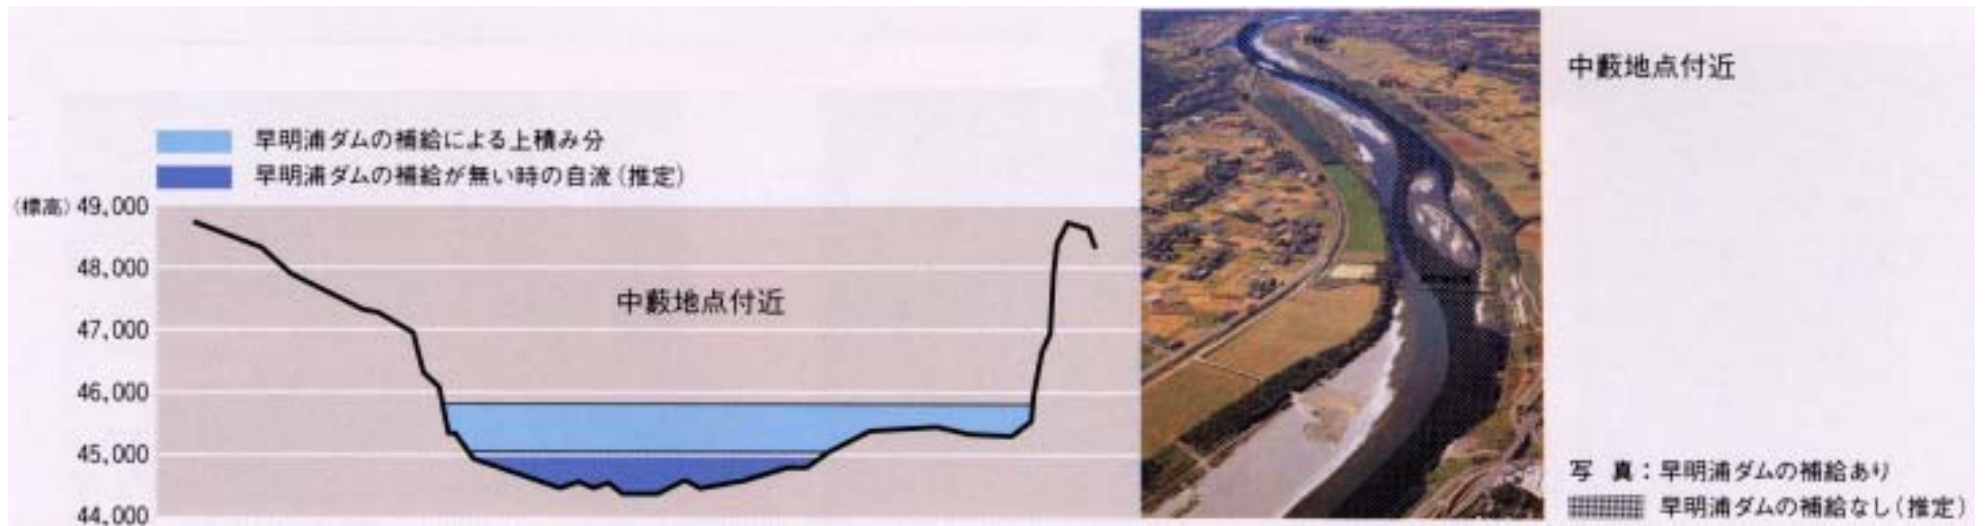 早明浦ダムの補給による上積み分
早明浦ダムの補給が無い時の自流(推定)
(標高) 49,000
48,000
47,000
46,000
45,000
44,000
中藪地点付近
中藪地点付近
写 真:早明浦ダムの補給あり
早明浦ダムの補給なし(推定)